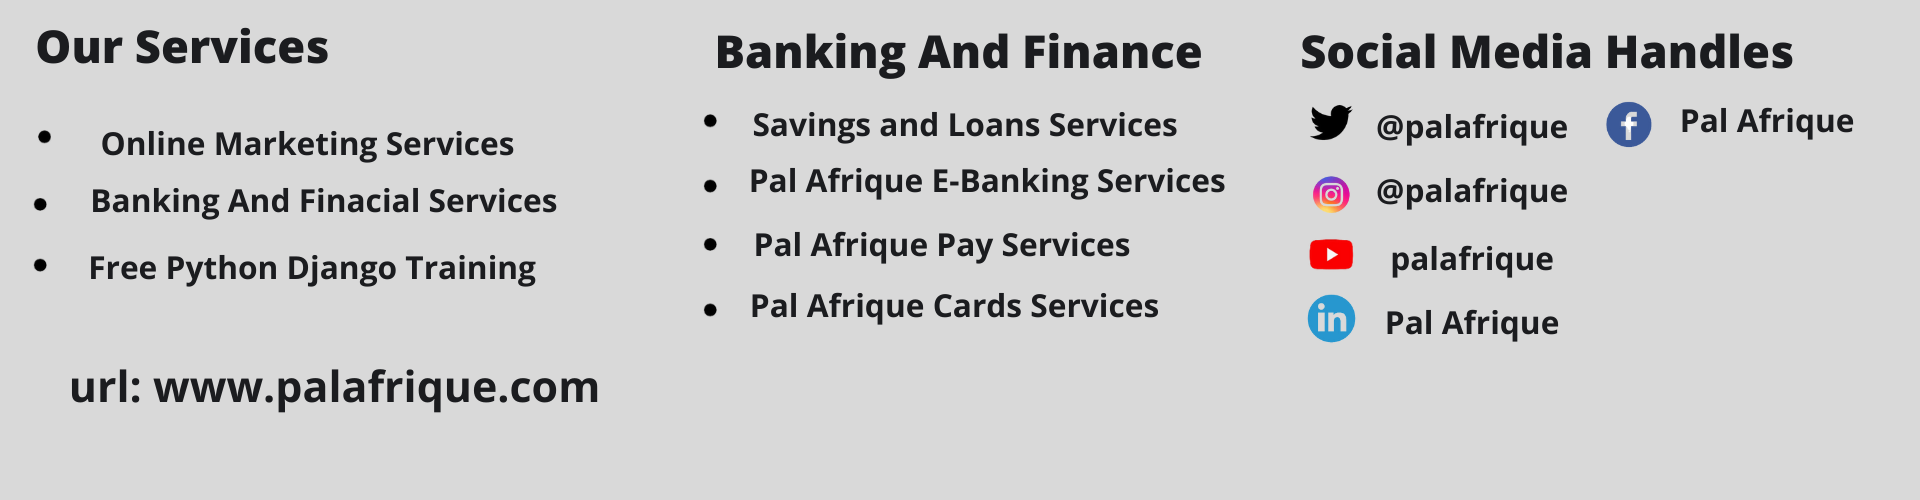 Our Services
Online Marketing Services
Banking And Finacial Services
Free Python Django Training
url: www.palafrique.com
Banking And Finance
Savings and Loans Services
Pal Afrique E-Banking Services
Pal Afrique Pay Services
Pal Afrique Cards Services
Social Media Handles
@palafrique
Pal Afrique
@palafrique
palafrique
Pal Afrique